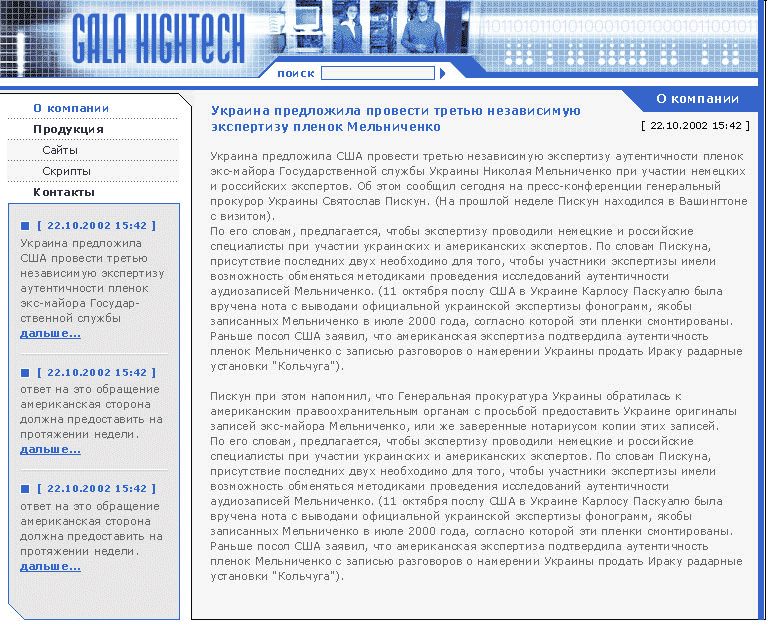 GALA HIGHTECH
поиск
О компании
О компании
Продукция
Сайты
Скрипты
Контакты
[ 22.10.2002 15:42 ]
Украина предложила
США провести третью
независимую экспертизу
аутентичности пленок
экс-майора Государ-
ственной службы
дальше...
[ 22.10.2002 15:42 ]
ответ на это обращение
американская сторона
должна предоставить на
протяжении недели.
дальше...
[ 22.10.2002 15:42 ]
ответ на это обращение
американская сторона
должна предоставить на
протяжении недели.
дальше...
Украина предложила провести третью независимую
экспертизу пленок Мельниченко
[ 22.10.2002 15:42 ]
Украина предложила США провести третью независимую экспертизу аутентичности пленок
экс-майора Государственной службы Украины Николая Мельниченко при участии немецких
и российских экспертов. Об этом сообщил сегодня на пресс-конференции генеральный
прокурор Украины Святослав Пискун. (На прошлой неделе Пискун находился в Вашингтоне
с визитом).
По его словам, предлагается, чтобы экспертизу проводили немецкие и российские
специалисты при участии украинских и американских экспертов. По словам Пискуна,
присутствие последних двух необходимо для того, чтобы участники экспертизы имели
возможность обменяться методиками проведения исследований аутентичности
аудиозаписей Мельниченко. (11 октября послу США в Украине Карлосу Паскуалю была
вручена нота с выводами официальной украинской экспертизы фонограмм, якобы
записанных Мельниченко в июле 2000 года, согласно которой эти пленки смонтированы.
Раньше посол США заявил, что американская экспертиза подтвердила аутентичность
пленок Мельниченко с записью разговоров о намерении Украины продать Ираку радарные
установки "Кольчуга").
Пискун при этом напомнил, что Генеральная прокуратура Украины обратилась к
американским правоохранительным органам с просьбой предоставить Украине оригиналы
записей экс-майора Мельниченко, или же заверенные нотариусом копии этих записей.
По его словам, предлагается, чтобы экспертизу проводили немецкие и российские
специалисты при участии украинских и американских экспертов. По словам Пискуна,
присутствие последних двух необходимо для того, чтобы участники экспертизы имели
возможность обменяться методиками проведения исследований аутентичности
аудиозаписей Мельниченко. (11 октября послу США в Украине Карлосу Паскуалю была
вручена нота с выводами официальной украинской экспертизы фонограмм, якобы
записанных Мельниченко в июле 2000 года, согласно которой эти пленки смонтированы.
Раньше посол США заявил, что американская экспертиза подтвердила аутентичность
пленок Мельниченко с записью разговоров о намерении Украины продать Ираку радарные
установки "Кольчуга").